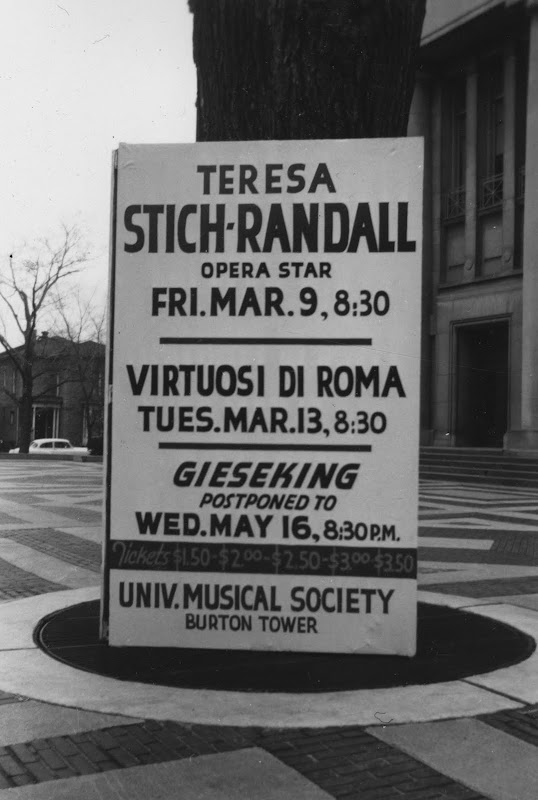 TERESA
STICH-RANDALL
OPERA STAR
FRI.MAR.9, 8:30
VIRTUOSI DI ROMA
TUES.MAR.13, 8:30
GIESEKING
POSTPONED TO
WED.MAY 16, 8:30 P.M.
Tickets $1.50-$2.00-$2.50-$3.00-$3.50
UNIV. MUSICAL SOCIETY
BURTON TOWER